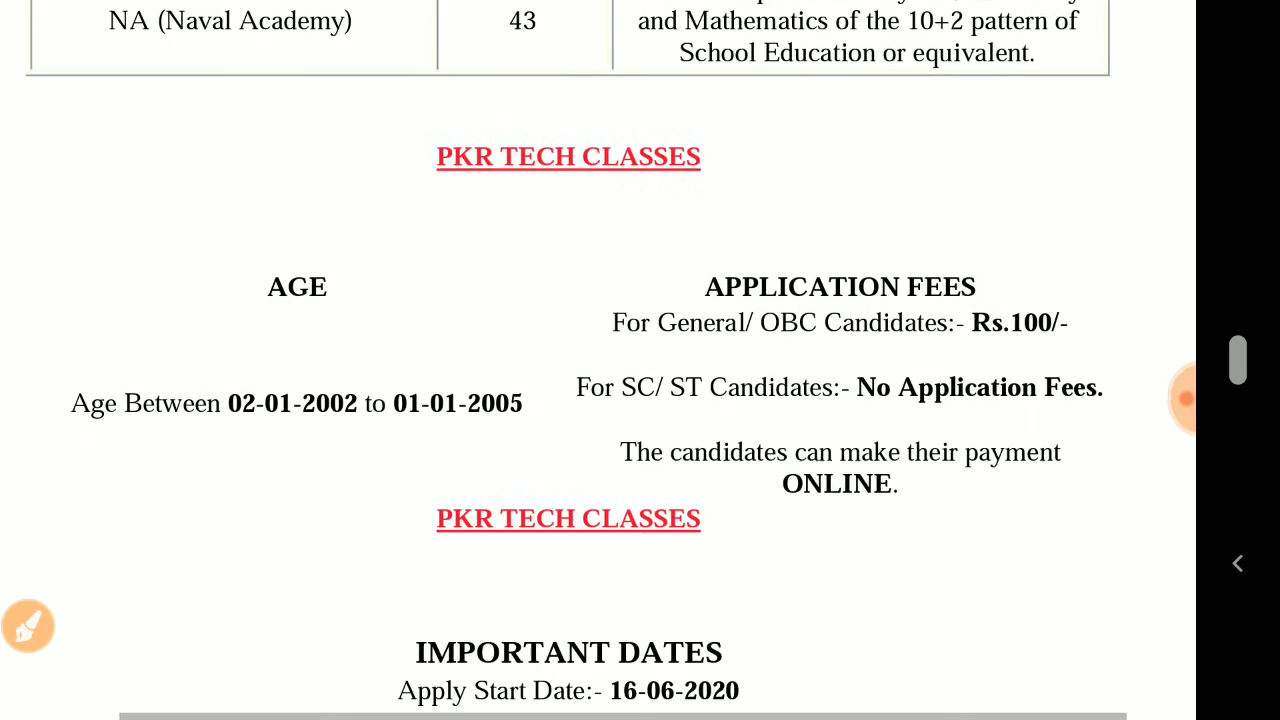 NA (Naval Academy)
43
and Mathematics of the 10+2 pattern of
School Education or equivalent.
PKR TECH CLASSES
AGE
Age Between 02-01-2002 to 01-01-2005
APPLICATION FEES
For General/ OBC Candidates:- Rs.100/-
For SC/ ST Candidates:- No Application Fees.
The candidates can make their payment
ONLINE.
PKR TECH CLASSES
IMPORTANT DATES
Apply Start Date:- 16-06-2020